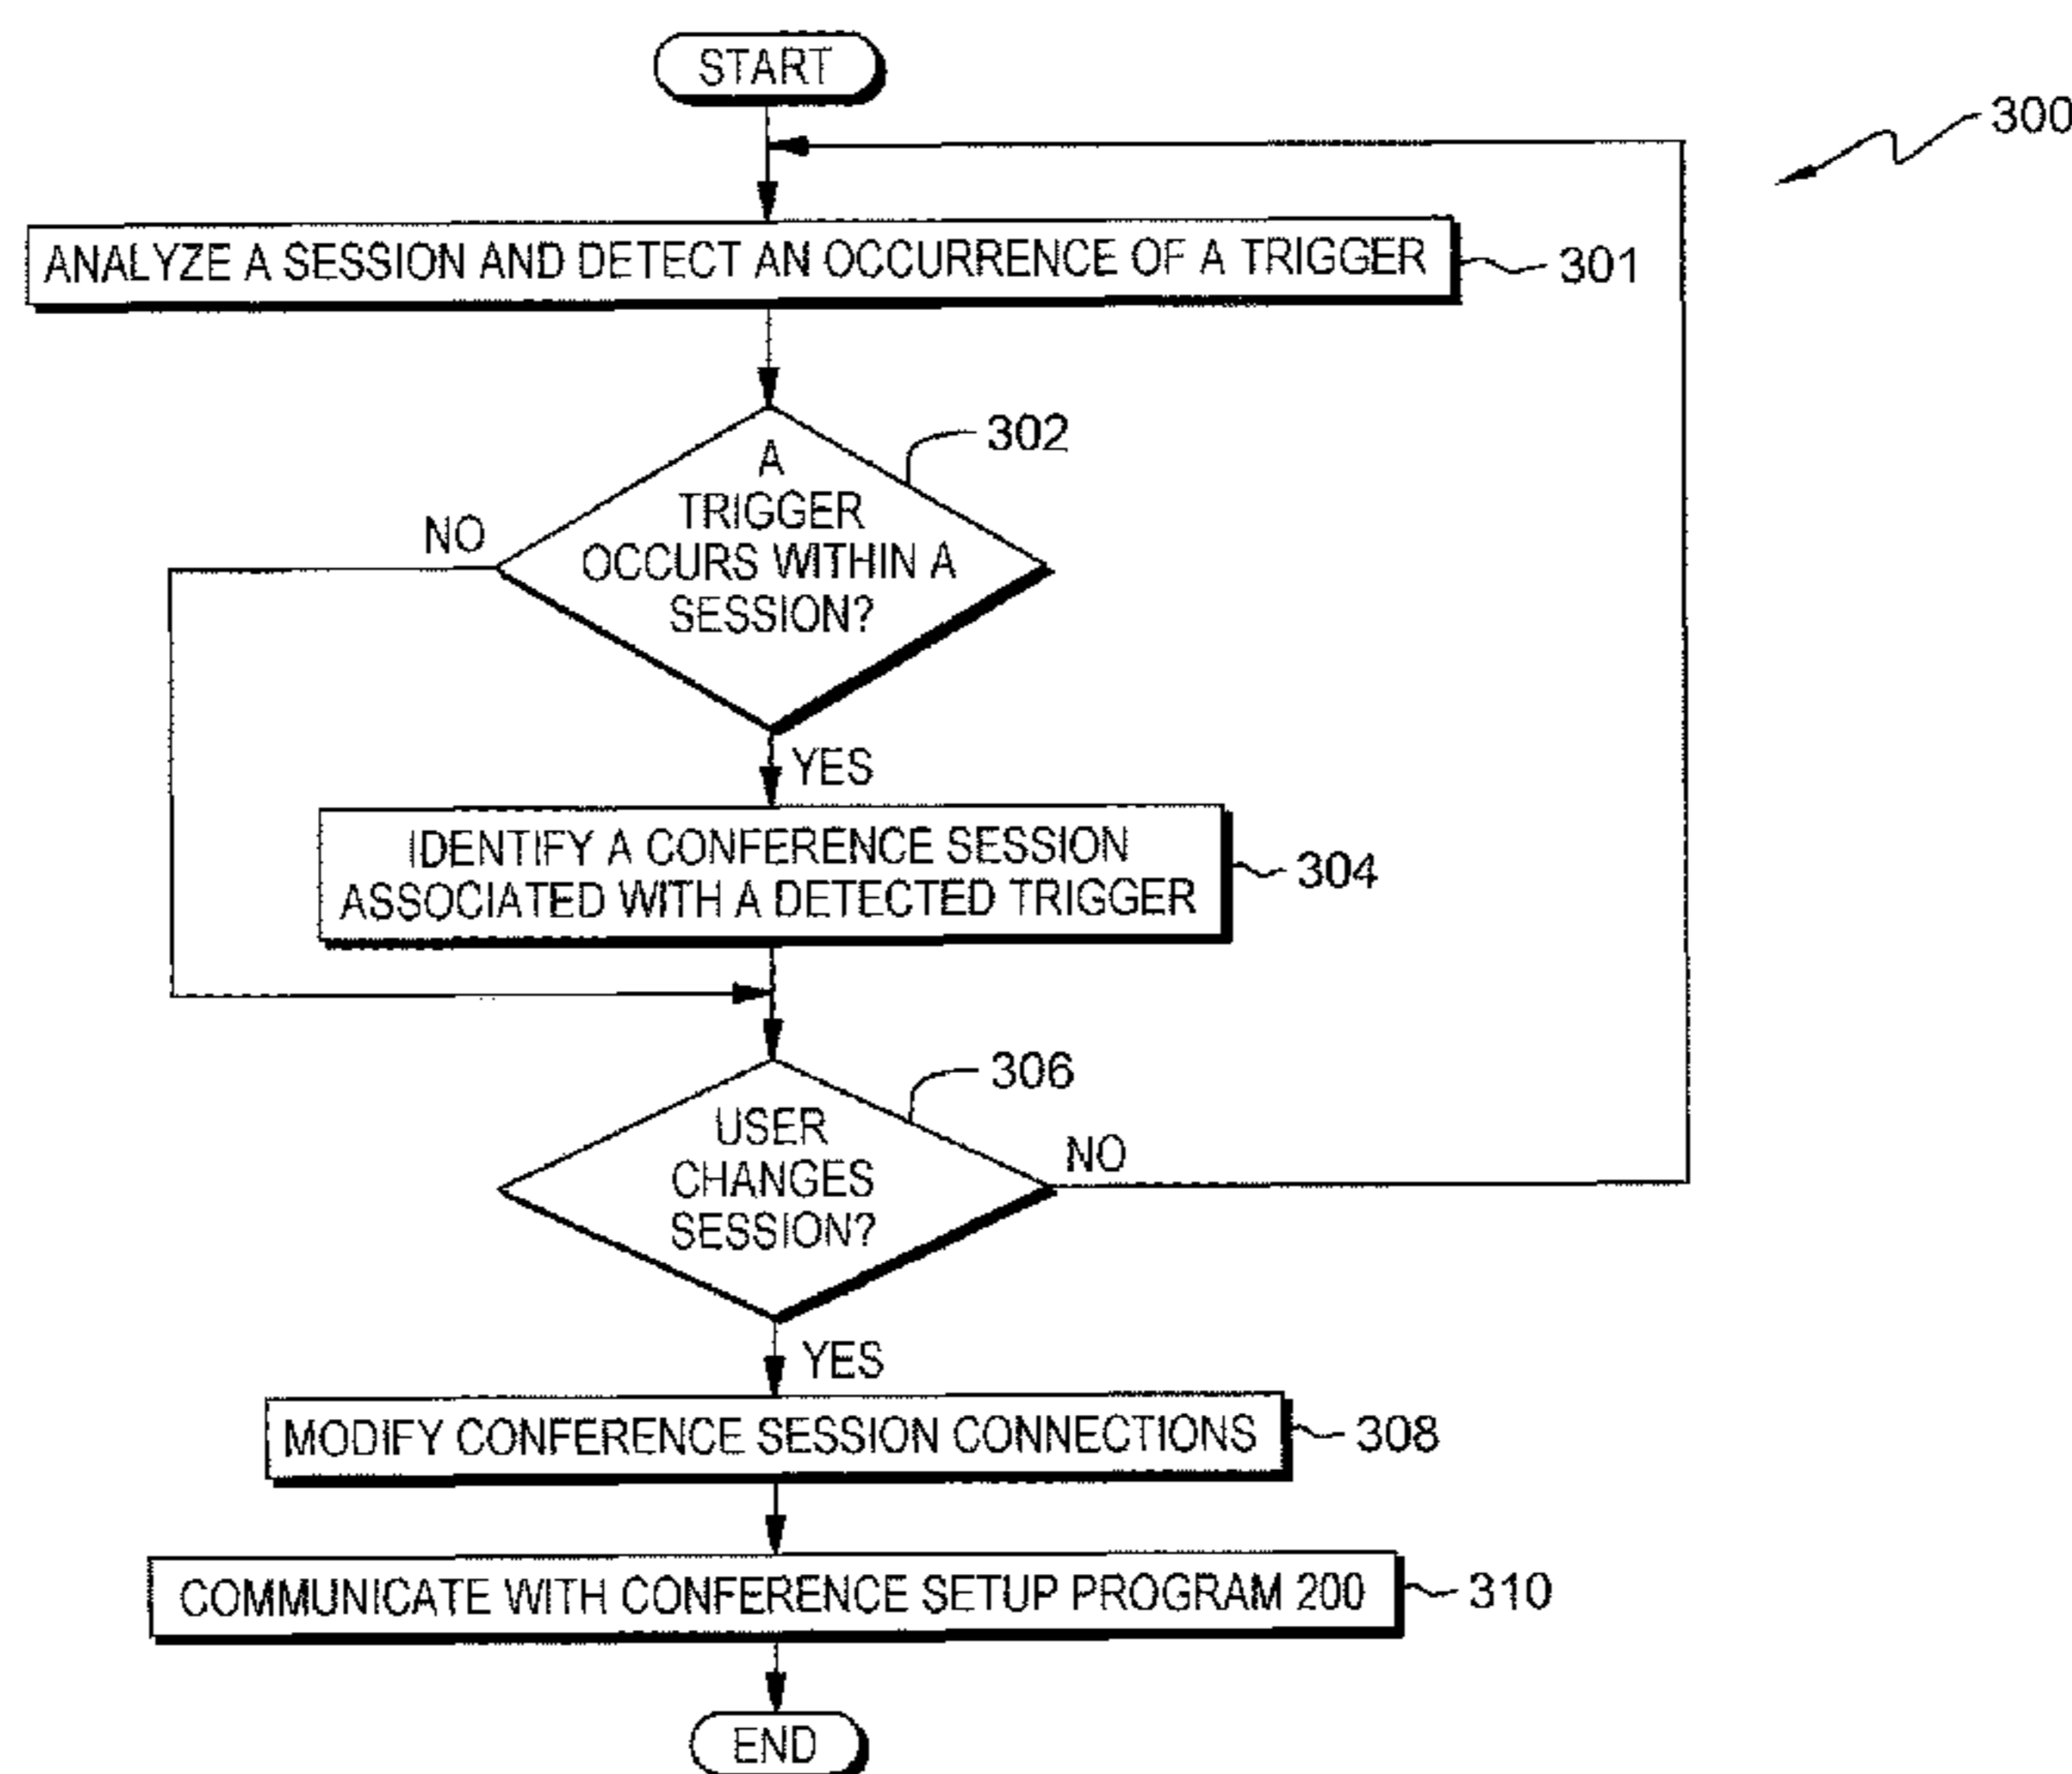 START
300
ANALYZE A SESSION AND DETECT AN OCCURRENCE OF A TRIGGER
301
302
A
TRIGGER
OCCURS WITHIN A
SESSION?
NO
YES
IDENTIFY A CONFERENCE SESSION
ASSOCIATED WITH A DETECTED TRIGGER
304
306
USER
CHANGES
SESSION?
NO
YES
MODIFY CONFERENCE SESSION CONNECTIONS
308
COMMUNICATE WITH CONFERENCE SETUP PROGRAM 200
310
END